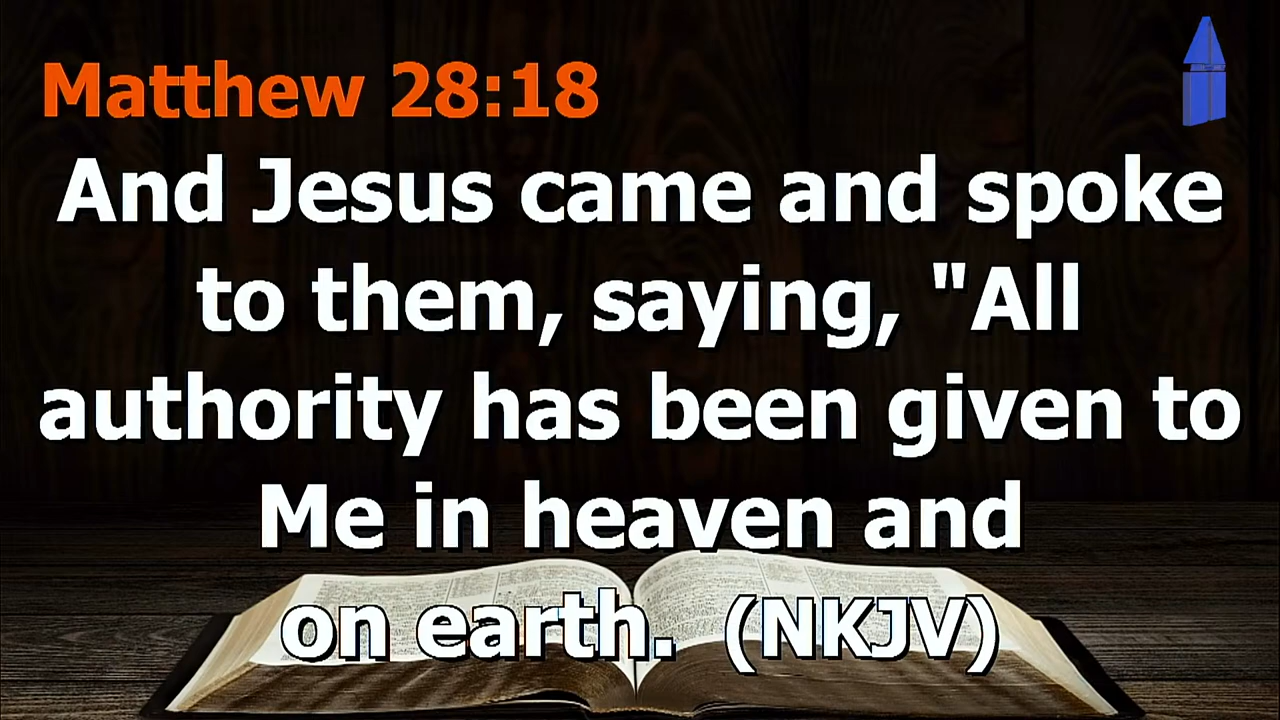 Matthew 28:18
And Jesus came and spoke
to them, saying, "All
authority has been given to
Me in heaven and
on earth.  (NKJV)